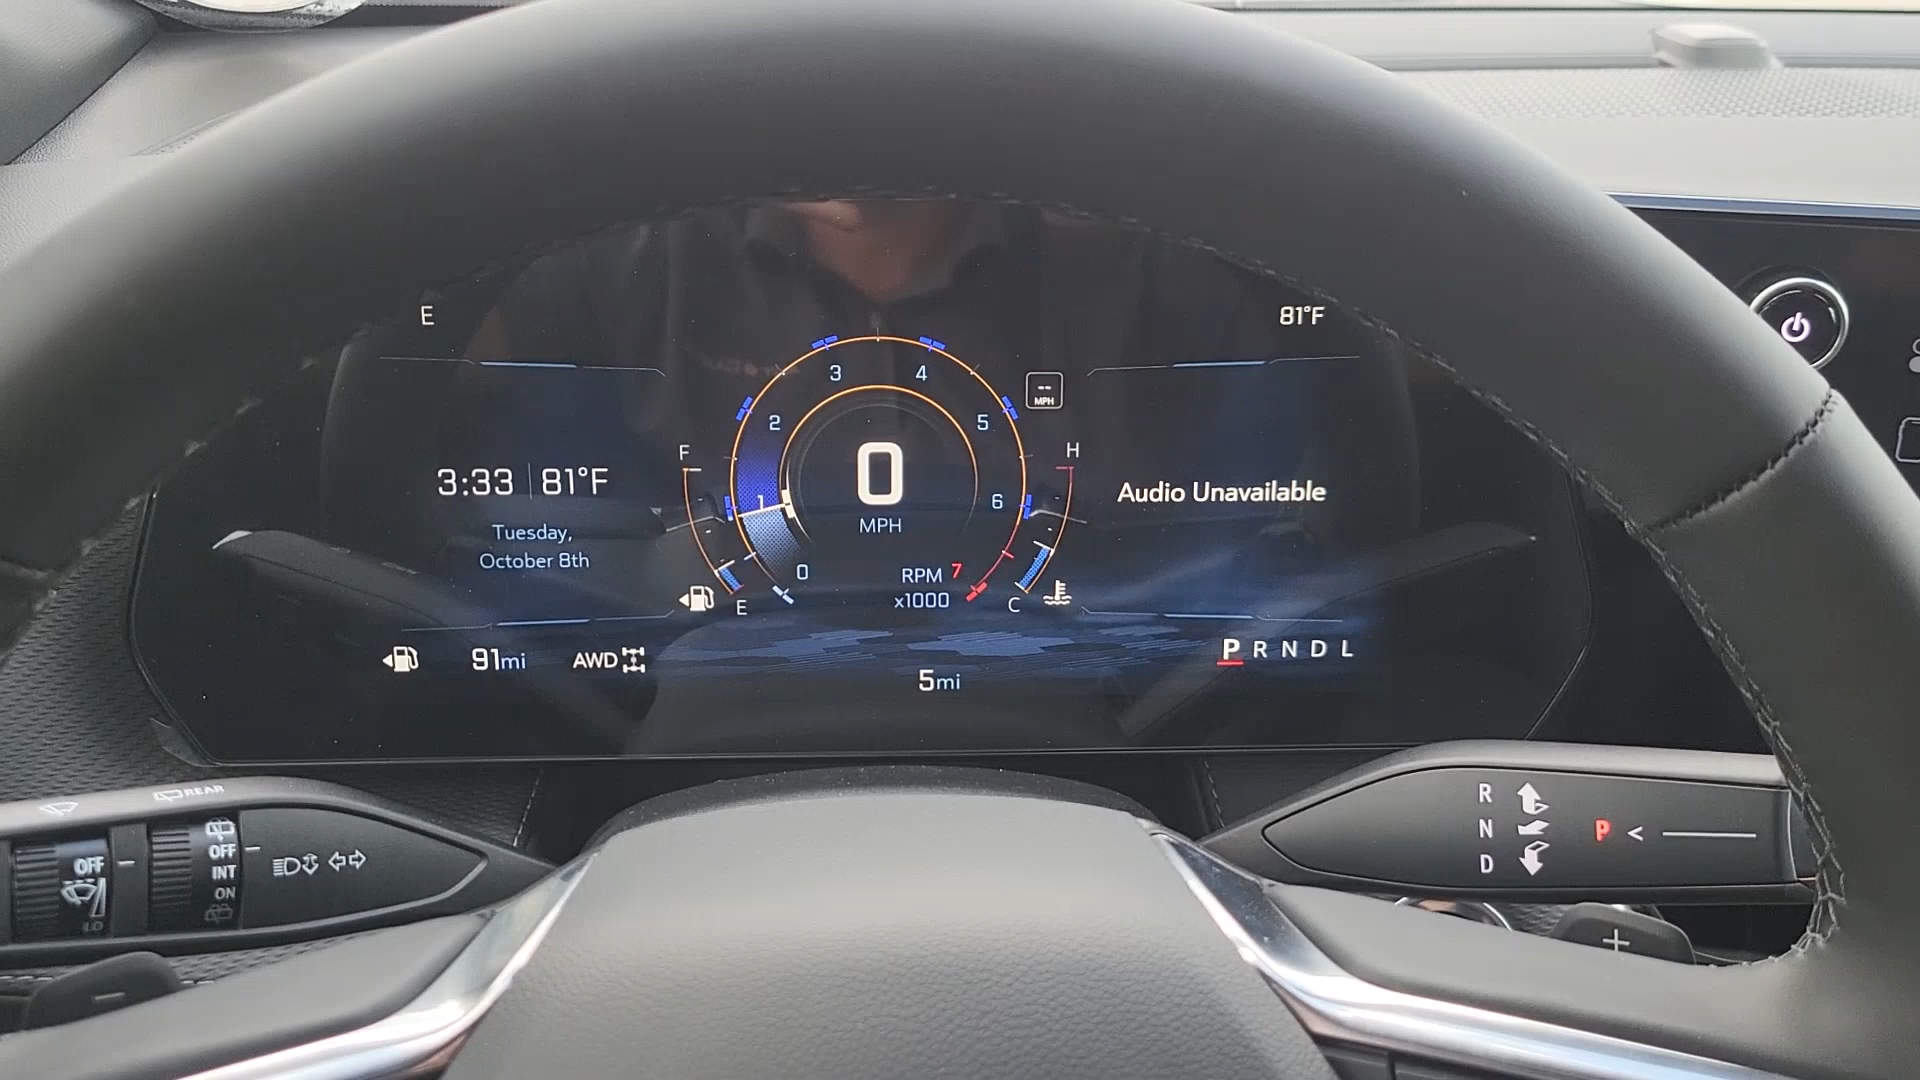 E
81°F
3
4
--
MPH
2
5
F
H
3:33 81°F
0
Audio Unavailable
1
6
MPH
Tuesday,
October 8th
0
RPM 7
x1000
E
C
91mi
AWD
P R N D L
5mi
REAR
R
N
D
P <
OFF
LO
OFF
INT
ON
+
-